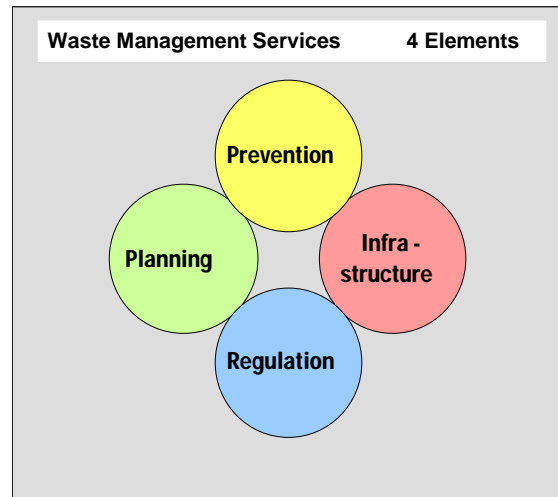 Waste Management Services 4 Elements
Prevention
Planning
Infra -
structure
Regulation